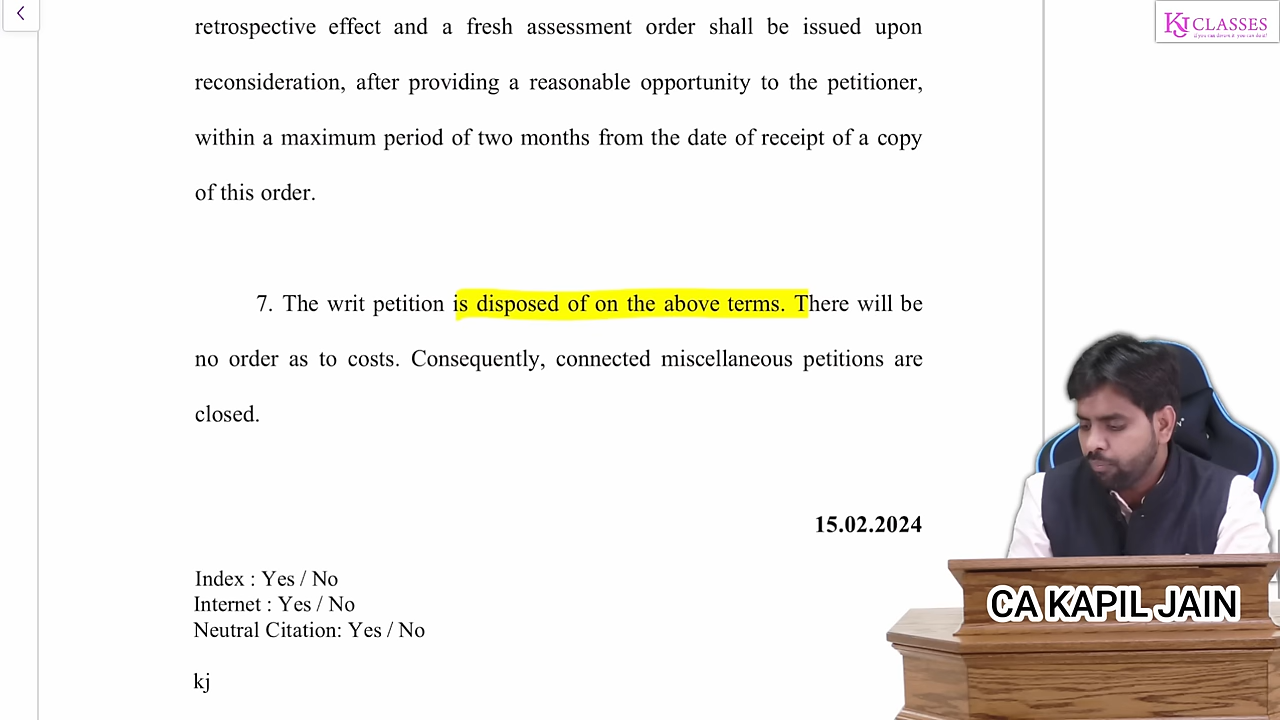 retrospective effect and a fresh assessment order shall be issued upon
reconsideration, after providing a reasonable opportunity to the petitioner,
within a maximum period of two months from the date of receipt of a copy
of this order.
7. The writ petition is disposed of on the above terms. There will be
no order as to costs. Consequently, connected miscellaneous petitions are
closed.
15.02.2024
Index : Yes / No
Internet : Yes / No
Neutral Citation: Yes / No
kj
KJ CLASSES
CA KAPIL JAIN